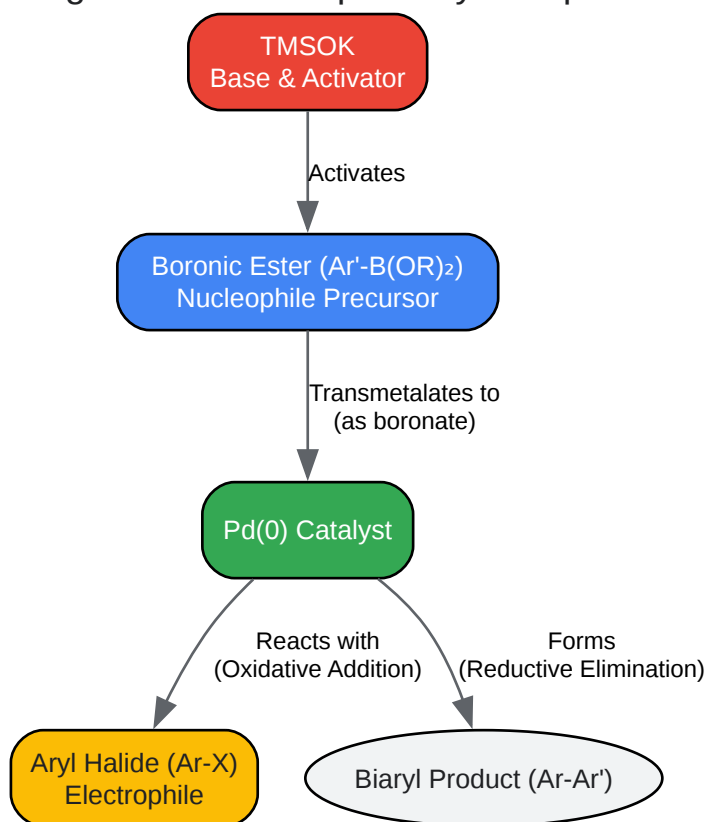 TMSOK
Base & Activator
Activates
Boronic Ester (Ar'-B(OR)₂)
Nucleophile Precursor
Transmetalates to
(as boronate)
Pd(0) Catalyst
Reacts with
(Oxidative Addition)
Forms
(Reductive Elimination)
Aryl Halide (Ar-X)
Electrophile
Biaryl Product (Ar-Ar')